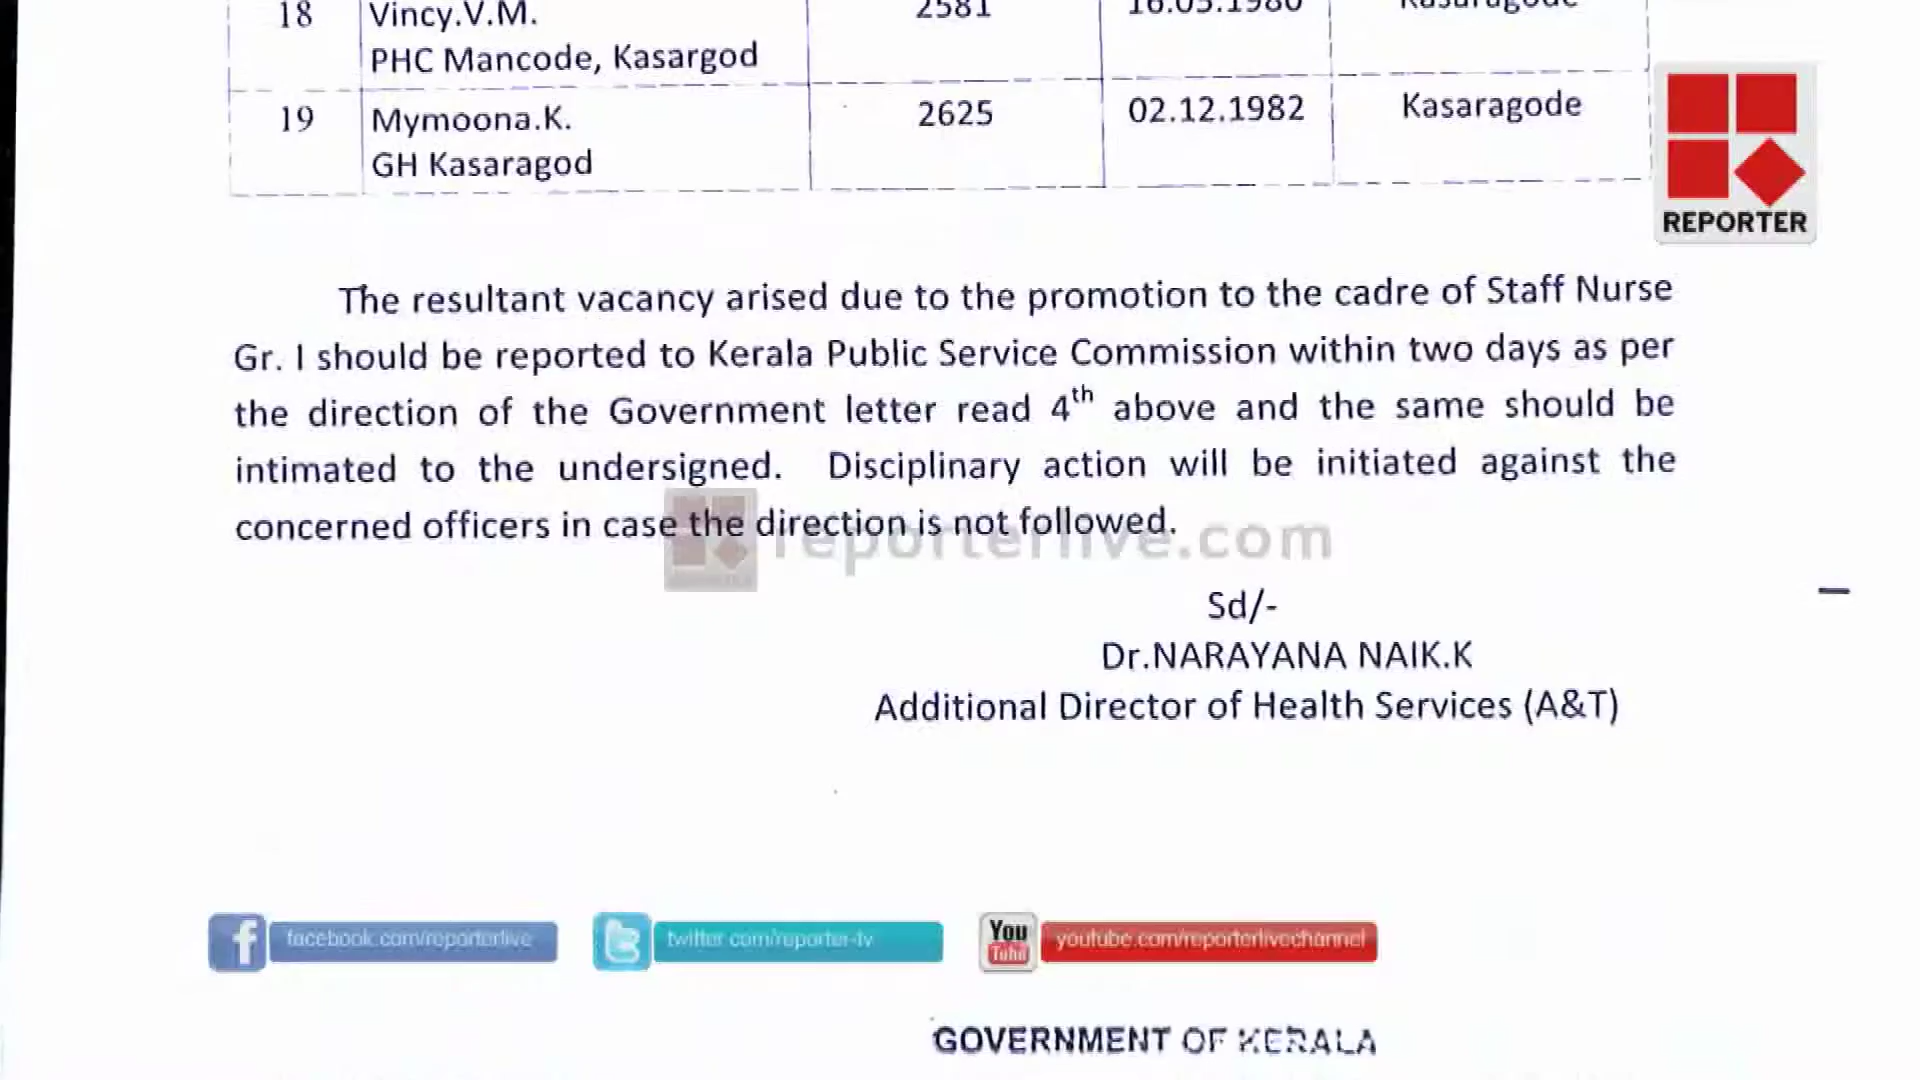 18 Vincy.V.M. 2581 16.05.1980 Kasaragode
PHC Mancode, Kasargod
19 Mymoona.K. 2625 02.12.1982 Kasaragode
GH Kasaragod
REPORTER
The resultant vacancy arised due to the promotion to the cadre of Staff Nurse
Gr. I should be reported to Kerala Public Service Commission within two days as per
the direction of the Government letter read 4th above and the same should be
intimated to the undersigned. Disciplinary action will be initiated against the
concerned officers in case the direction is not followed.
reporterlive.com
Sd/-
Dr.NARAYANA NAIK.K
Additional Director of Health Services (A&T)
facebook.com/reporterlive
twitter.com/reporter-tv
You Tube youtube.com/reporterlivechannel
GOVERNMENT OF KERALA